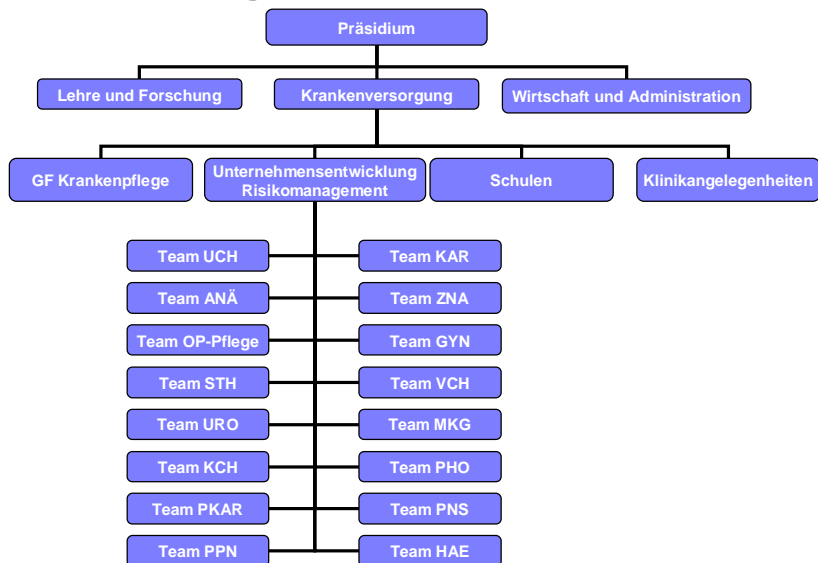 Präsidium
Lehre und Forschung
Krankenversorgung
Wirtschaft und Administration
GF Krankenpflege
Unternehmensentwicklung
Risikomanagement
Schulen
Klinikangelegenheiten
Team UCH
Team KAR
Team ANÄ
Team ZNA
Team OP-Pflege
Team GYN
Team STH
Team VCH
Team URO
Team MKG
Team KCH
Team PHO
Team PKAR
Team PNS
Team PPN
Team HAE